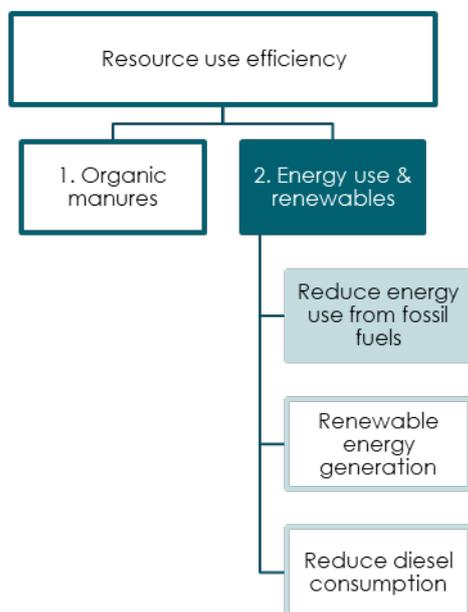 Resource use efficiency
1. Organic
manures
2. Energy use &
renewables
Reduce energy
use from fossil
fuels
Renewable
energy
generation
Reduce diesel
consumption